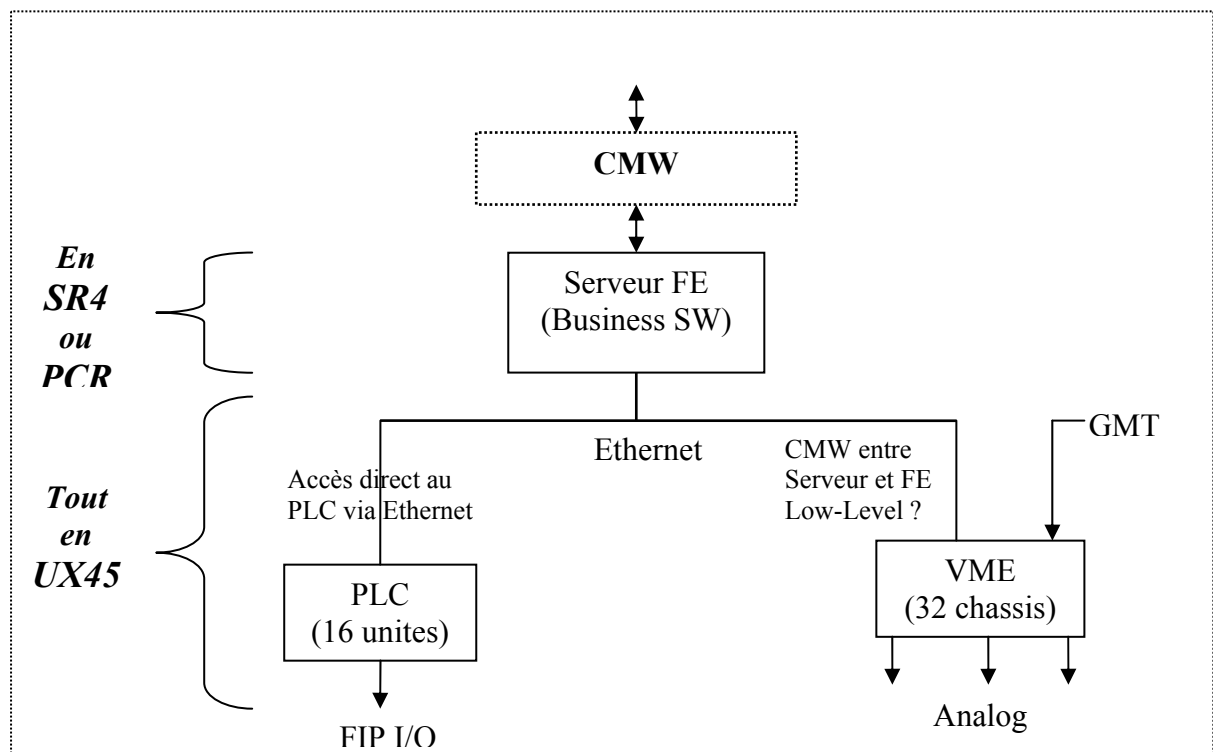 CMW
En
SR4
ou
PCR
Serveur FE
(Business SW)
Ethernet
GMT
Accès direct au
PLC via Ethernet
CMW entre
Serveur et FE
Low-Level ?
Tout
en
UX45
PLC
(16 unites)
VME
(32 chassis)
FIP I/O
Analog